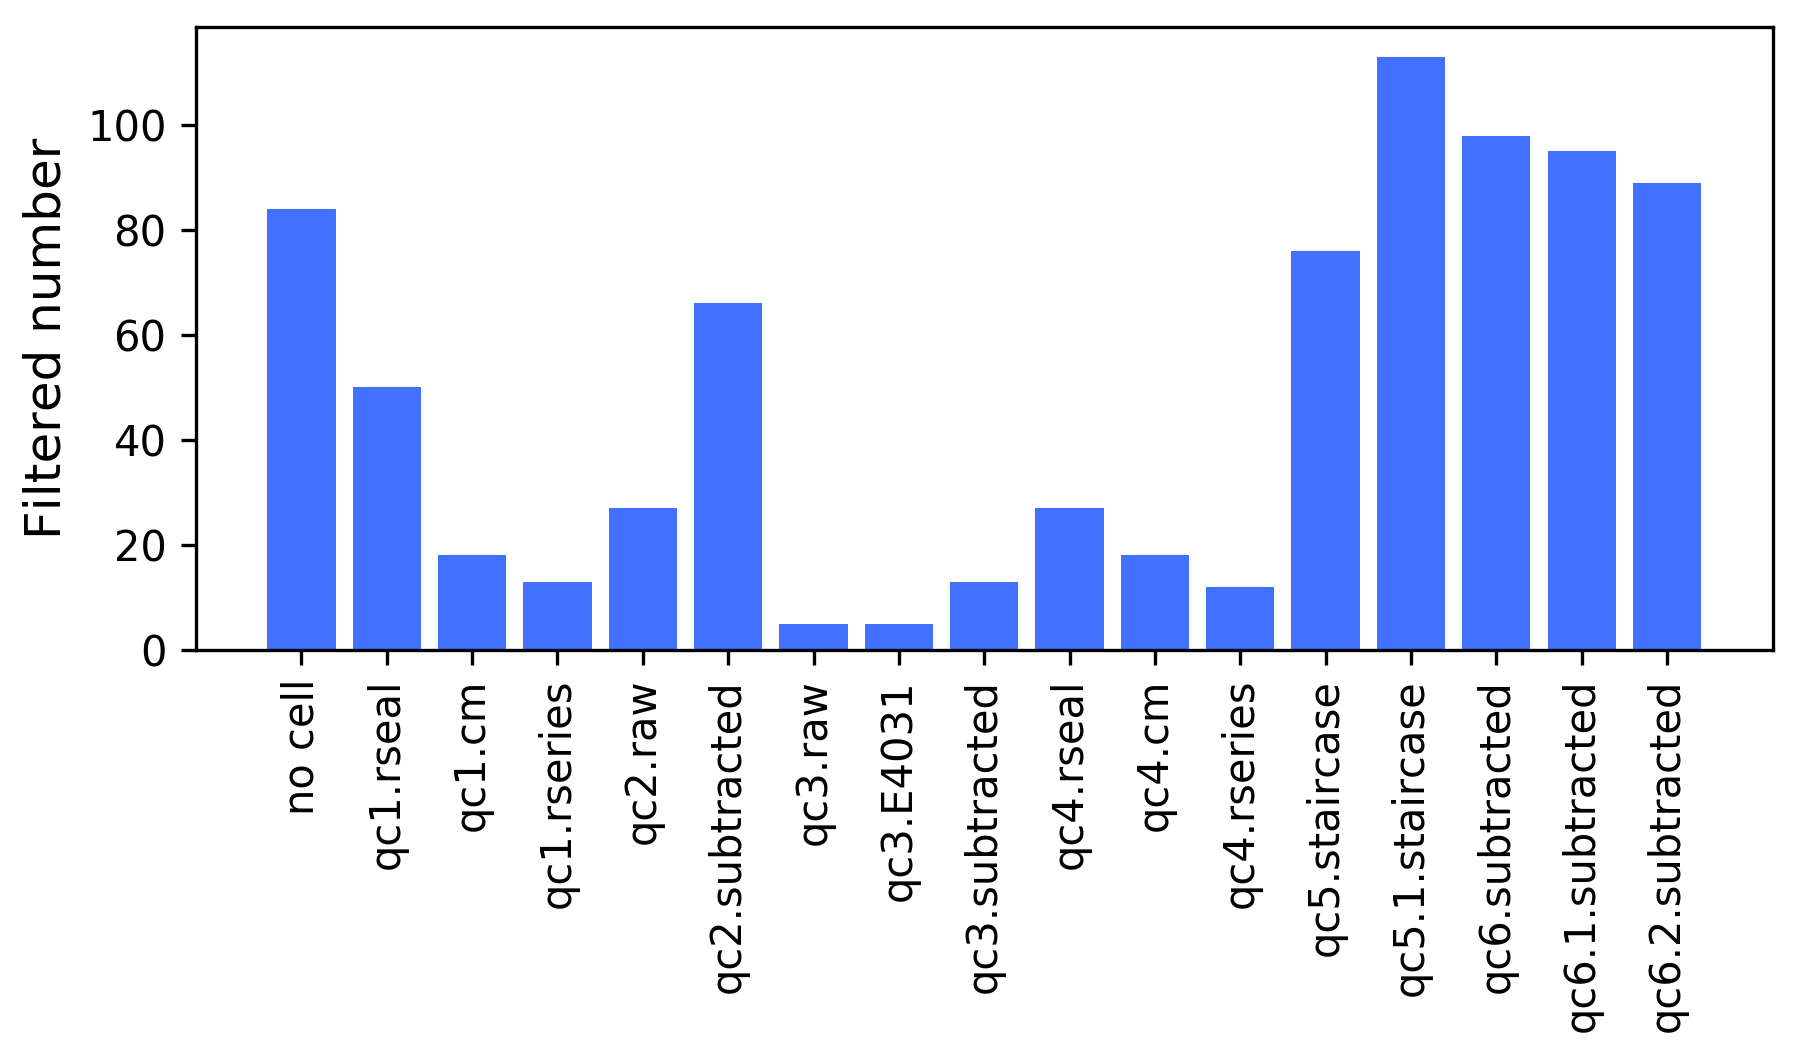 Filtered number
100
80
60
40
20
0
no cell
qc1.rseal
qc1.cm
qc1.rseries
qc2.raw
qc2.subtracted
qc3.raw
qc3.E4031
qc3.subtracted
qc4.rseal
qc4.cm
qc4.rseries
qc5.staircase
qc5.1.staircase
qc6.subtracted
qc6.1.subtracted
qc6.2.subtracted